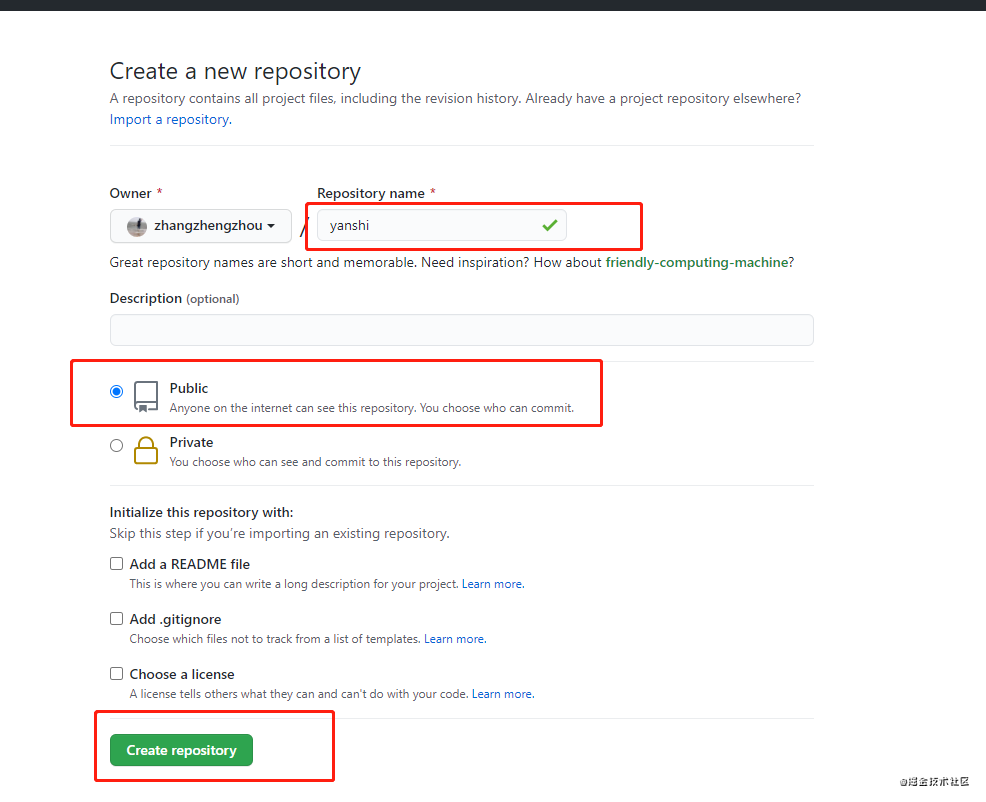 Create a new repository
A repository contains all project files, including the revision history. Already have a project repository elsewhere?
Import a repository.
Owner *
Repository name *
zhangzhengzhou
/
yanshi
Great repository names are short and memorable. Need inspiration? How about friendly-computing-machine?
Description (optional)
Public
Anyone on the internet can see this repository. You choose who can commit.
Private
You choose who can see and commit to this repository.
Initialize this repository with:
Skip this step if you're importing an existing repository.
Add a README file
This is where you can write a long description for your project. Learn more.
Add .gitignore
Choose which files not to track from a list of templates. Learn more.
Choose a license
A license tells others what they can and can't do with your code. Learn more.
Create repository
@掘金技术社区